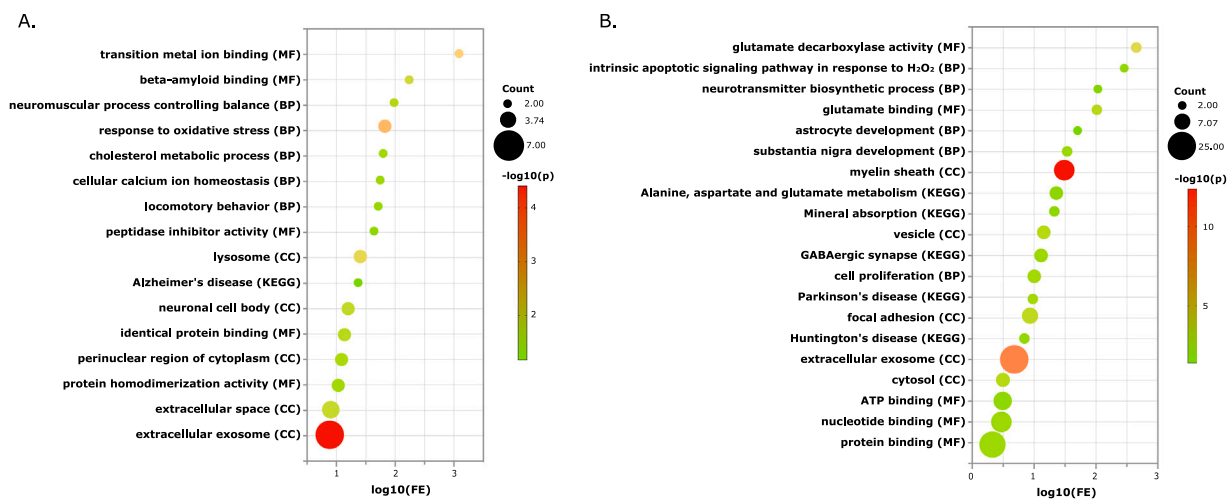 A.
transition metal ion binding (MF)
beta-amyloid binding (MF)
neuromuscular process controlling balance (BP)
response to oxidative stress (BP)
cholesterol metabolic process (BP)
cellular calcium ion homeostasis (BP)
locomotory behavior (BP)
peptidase inhibitor activity (MF)
lysosome (CC)
Alzheimer's disease (KEGG)
neuronal cell body (CC)
identical protein binding (MF)
perinuclear region of cytoplasm (CC)
protein homodimerization activity (MF)
extracellular space (CC)
extracellular exosome (CC)
1 2 3
log10(FE)
Count
2.00
3.74
7.00
-log10(p)
4
3
2
B.
glutamate decarboxylase activity (MF)
intrinsic apoptotic signaling pathway in response to H₂O₂ (BP)
neurotransmitter biosynthetic process (BP)
glutamate binding (MF)
astrocyte development (BP)
substantia nigra development (BP)
myelin sheath (CC)
Alanine, aspartate and glutamate metabolism (KEGG)
Mineral absorption (KEGG)
vesicle (CC)
GABAergic synapse (KEGG)
cell proliferation (BP)
Parkinson's disease (KEGG)
focal adhesion (CC)
Huntington's disease (KEGG)
extracellular exosome (CC)
cytosol (CC)
ATP binding (MF)
nucleotide binding (MF)
protein binding (MF)
0 1 2 3
log10(FE)
Count
2.00
7.07
25.00
-log10(p)
10
5